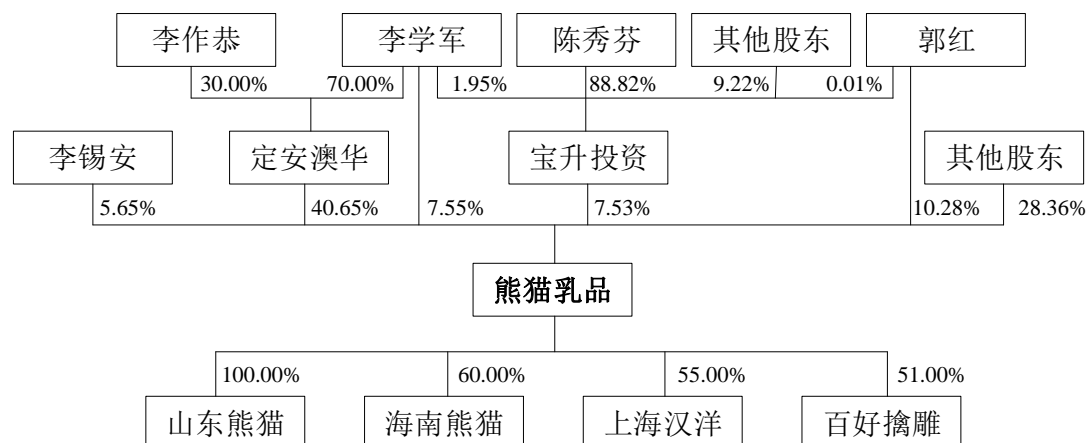 李作恭 李学军 陈秀芬 其他股东 郭红
30.00% 70.00% 1.95% 88.82% 9.22% 0.01%
李锡安 定安澳华 宝升投资 其他股东
5.65% 40.65% 7.55% 7.53% 10.28% 28.36%
熊猫乳品
100.00% 60.00% 55.00% 51.00%
山东熊猫 海南熊猫 上海汉洋 百好擒雕